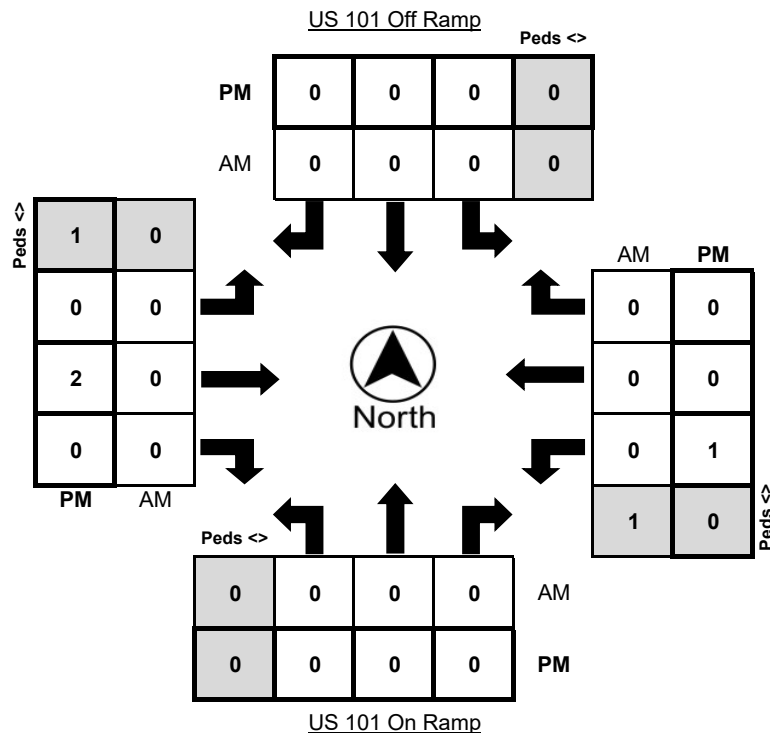 US 101 Off Ramp
Peds <>
PM 0 0 0 0
AM 0 0 0 0
Peds <>
1 0
0 0
2 0
0 0
PM AM
AM PM
0 0
0 0
0 1
1 0
Peds <>
North
Peds <>
0 0 0 0 AM
0 0 0 0 PM
US 101 On Ramp